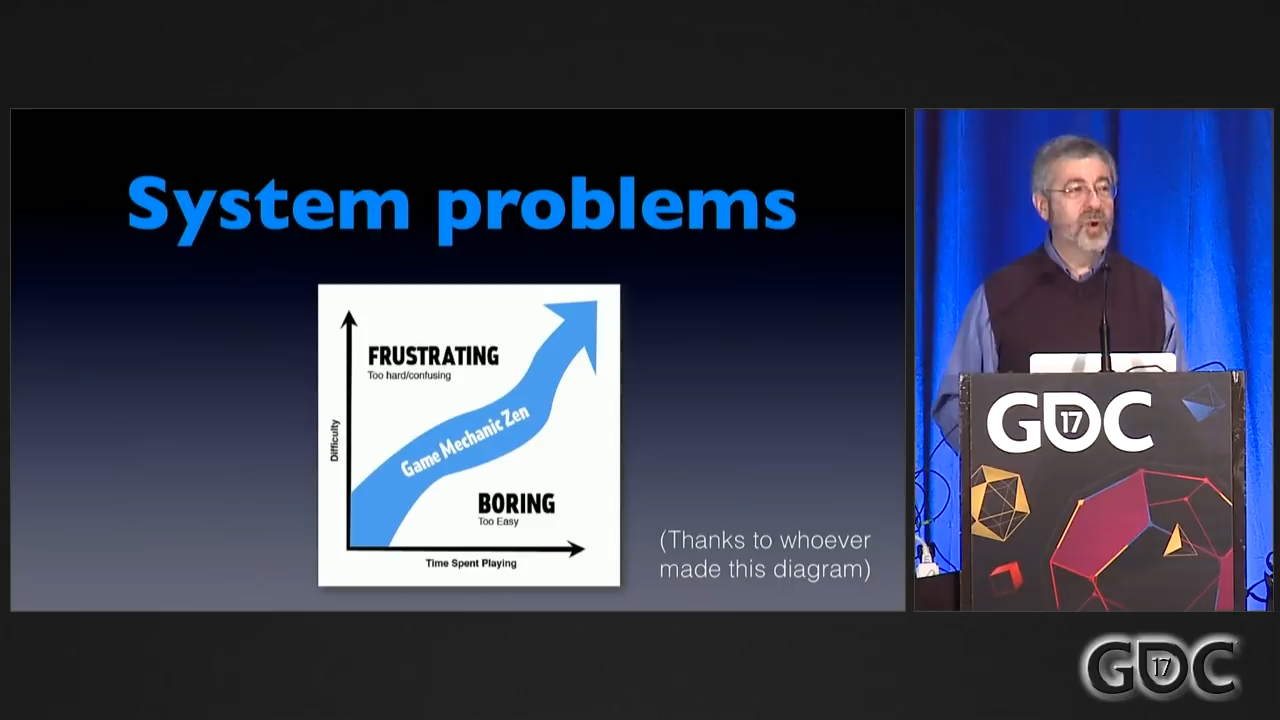 System problems
FRUSTRATING
Too hard/confusing
Difficulty
Game Mechanic Zen
BORING
Too Easy
Time Spent Playing
(Thanks to whoever
made this diagram)
GDC
17
GDC
17